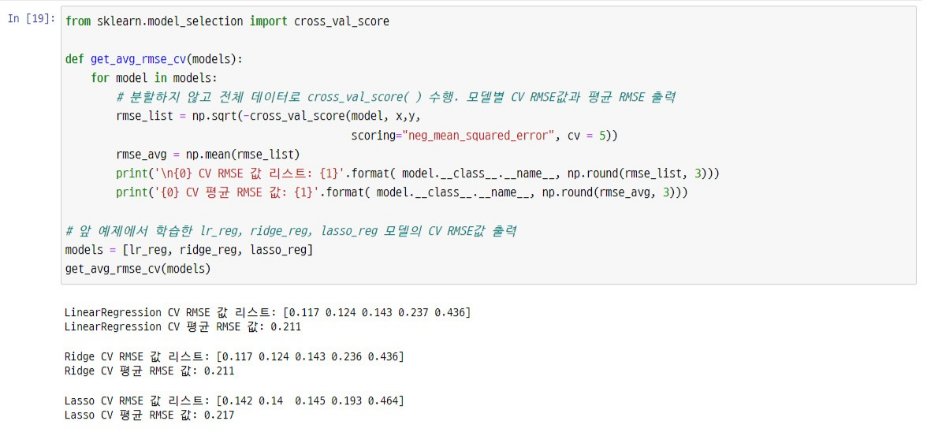 In [19]: from sklearn.model_selection import cross_val_score
def get_avg_rmse_cv(models):
    for model in models:
        # 분할하지 않고 전체 데이터로 cross_val_score( ) 수행. 모델별 CV RMSE값과 평균 RMSE 출력
        rmse_list = np.sqrt(-cross_val_score(model, x,y,
                                             scoring="neg_mean_squared_error", cv = 5))
        rmse_avg = np.mean(rmse_list)
        print('\n{0} CV RMSE 값 리스트: {1}'.format( model.__class__.__name__, np.round(rmse_list, 3)))
        print('{0} CV 평균 RMSE 값: {1}'.format( model.__class__.__name__, np.round(rmse_avg, 3)))
# 앞 예제에서 학습한 lr_reg, ridge_reg, lasso_reg 모델의 CV RMSE값 출력
models = [lr_reg, ridge_reg, lasso_reg]
get_avg_rmse_cv(models)
LinearRegression CV RMSE 값 리스트: [0.117 0.124 0.143 0.237 0.436]
LinearRegression CV 평균 RMSE 값: 0.211
Ridge CV RMSE 값 리스트: [0.117 0.124 0.143 0.236 0.436]
Ridge CV 평균 RMSE 값: 0.211
Lasso CV RMSE 값 리스트: [0.142 0.14  0.145 0.193 0.464]
Lasso CV 평균 RMSE 값: 0.217